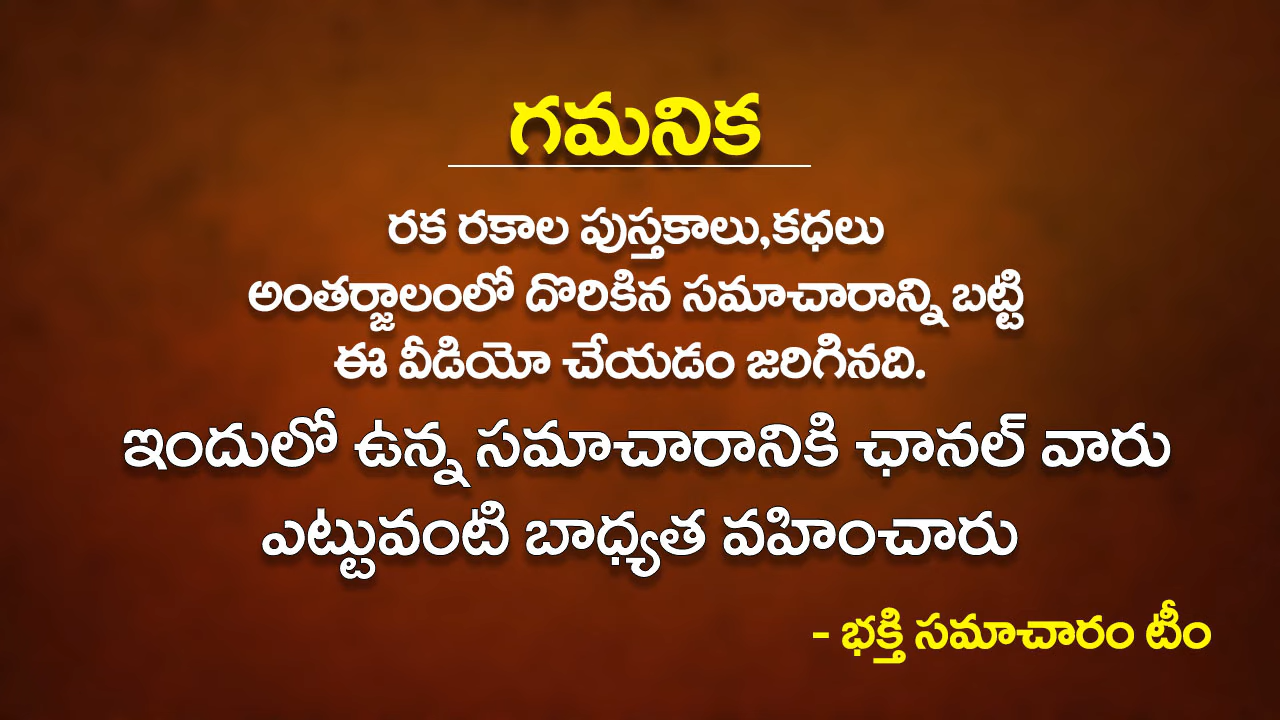 గమనిక
రక రకాల పుస్తకాలు,కధలు
అంతర్జాలంలో దొరికిన సమాచారాన్ని బట్టి
ఈ వీడియో చేయడం జరిగినది.
ఇందులో ఉన్న సమాచారానికి ఛానల్ వారు
ఎట్టువంటి బాధ్యత వహించారు
- భక్తి సమాచారం టీం